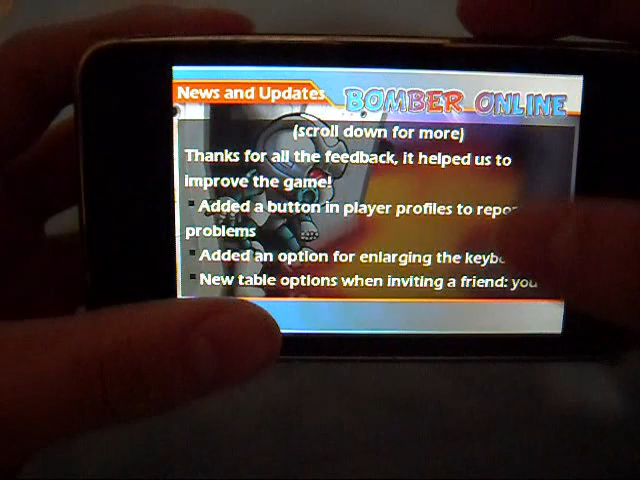 News and Updates
BOMBER ONLINE
(scroll down for more)
Thanks for all the feedback, it helped us to
improve the game!
Added a button in player profiles to
problems
Added an option for enlarging the
New table options when inviting a friend: you